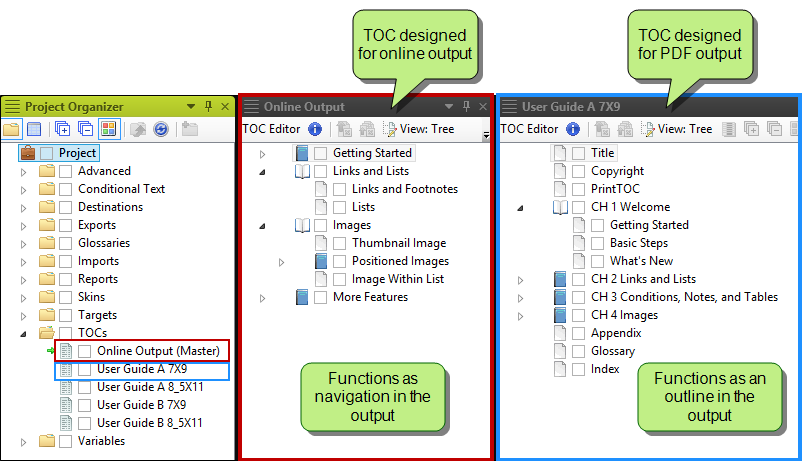 TOC designed
for online output
TOC designed
for PDF output
Project Organizer
Project
Advanced
Conditional Text
Destinations
Exports
Glossaries
Imports
Reports
Skins
Targets
TOCs
Online Output (Master)
User Guide A 7X9
User Guide A 8_5X11
User Guide B 7X9
User Guide B 8_5X11
Variables
Online Output
TOC Editor View: Tree
Getting Started
Links and Lists
Links and Footnotes
Lists
Images
Thumbnail Image
Positioned Images
Image Within List
More Features
Functions as
navigation in the
output
User Guide A 7X9
TOC Editor View: Tree
Title
Copyright
PrintTOC
CH 1 Welcome
Getting Started
Basic Steps
What's New
CH 2 Links and Lists
CH 3 Conditions, Notes, and Tables
CH 4 Images
Appendix
Glossary
Index
Functions as an
outline in the
output